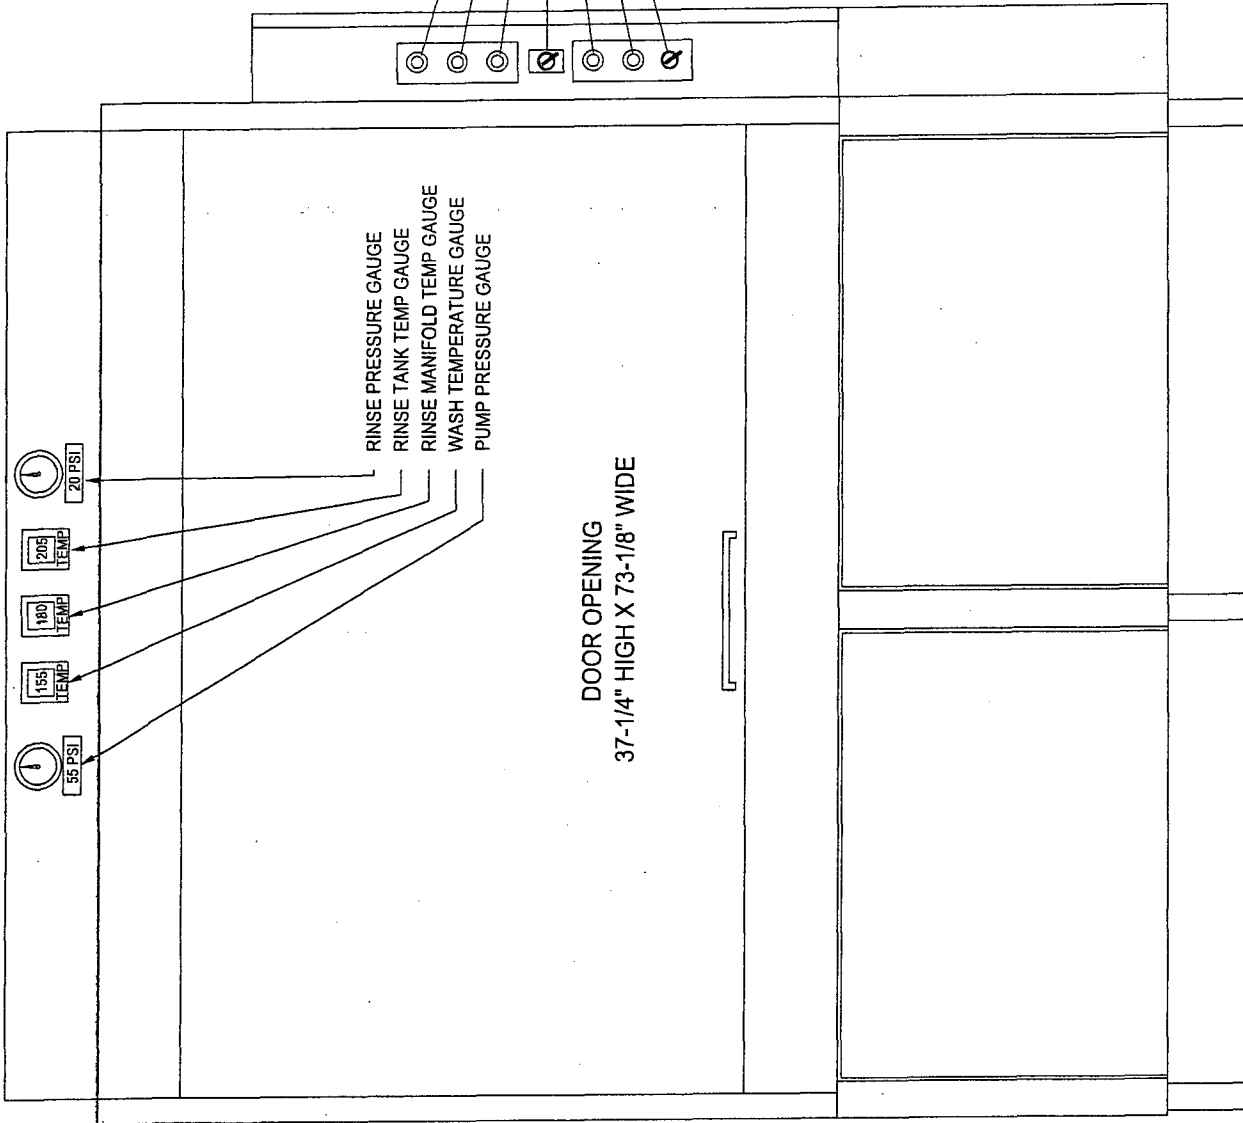 20 PSI
205
TEMP
180
TEMP
155
TEMP
55 PSI
RINSE PRESSURE GAUGE
RINSE TANK TEMP GAUGE
RINSE MANIFOLD TEMP GAUGE
WASH TEMPERATURE GAUGE
PUMP PRESSURE GAUGE
DOOR OPENING
37-1/4" HIGH X 73-1/8" WIDE